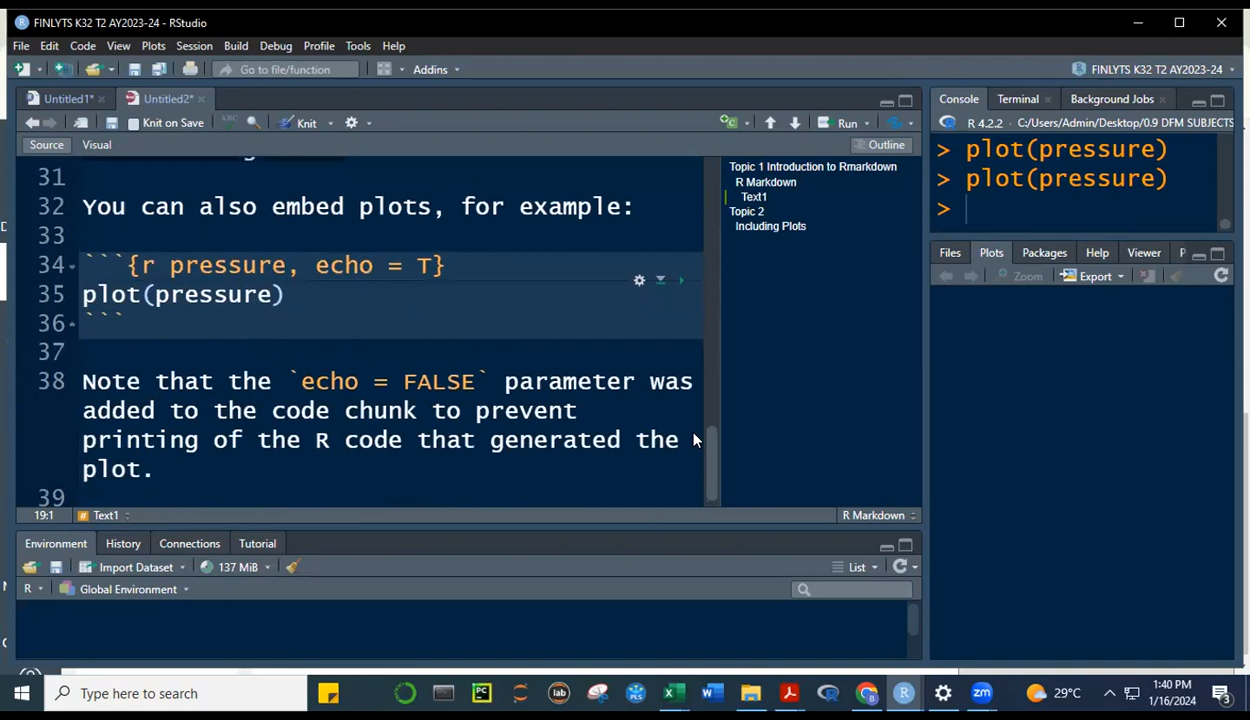 FINLYTS K32 T2 AY2023-24 - RStudio
File Edit Code View Plots Session Build Debug Profile Tools Help
Go to file/function Addins FINLYTS K32 T2 AY2023-24
Untitled1* Untitled2*
Knit on Save Knit Run
Source Visual Outline
31
32 You can also embed plots, for example:
33
34 ```{r pressure, echo = T}
35 plot(pressure)
36 ```
37
38 Note that the `echo = FALSE` parameter was
added to the code chunk to prevent
printing of the R code that generated the
plot.
39
19:1 Text1 R Markdown
Topic 1 Introduction to Rmarkdown
R Markdown
Text1
Topic 2
Including Plots
Console Terminal Background Jobs
R 4.2.2 C:/Users/Admin/Desktop/0.9 DFM SUBJECTS
> plot(pressure)
> plot(pressure)
>
Files Plots Packages Help Viewer P
Zoom Export
Environment History Connections Tutorial
Import Dataset 137 MiB List
R Global Environment
Type here to search
PC
lab
PLS
zm
29°C
1:40 PM
1/16/2024
3